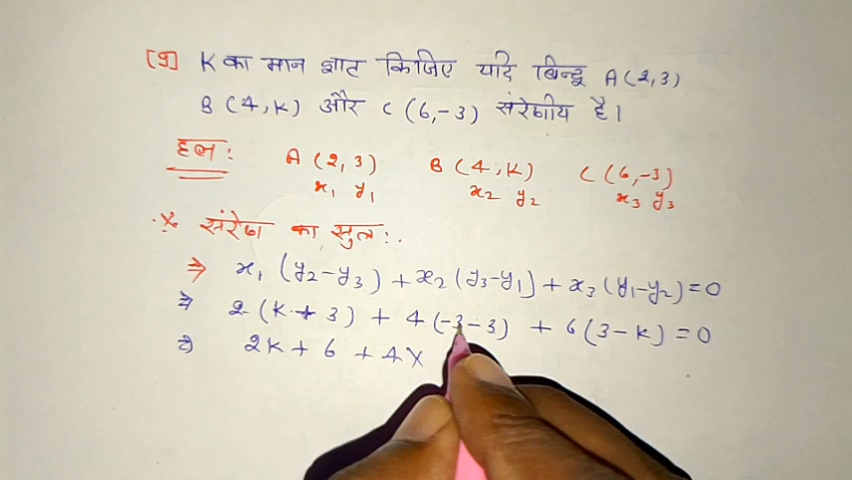 [9] K का मान ज्ञात किजिए यदि बिन्दू A(2,3)
B(4,K) और C(6,-3) संरेणीय है।
हल: A(2,3) B(4,K) C(6,-3)
x₁ y₁ x₂ y₂ x₃ y₃
संरेण का सुत्र:.
⇒ x₁(y₂-y₃)+x₂(y₃-y₁)+x₃(y₁-y₂)=0
⇒ 2(K+3) + 4(-3-3) + 6(3-K)=0
⇒ 2K+6 +4X